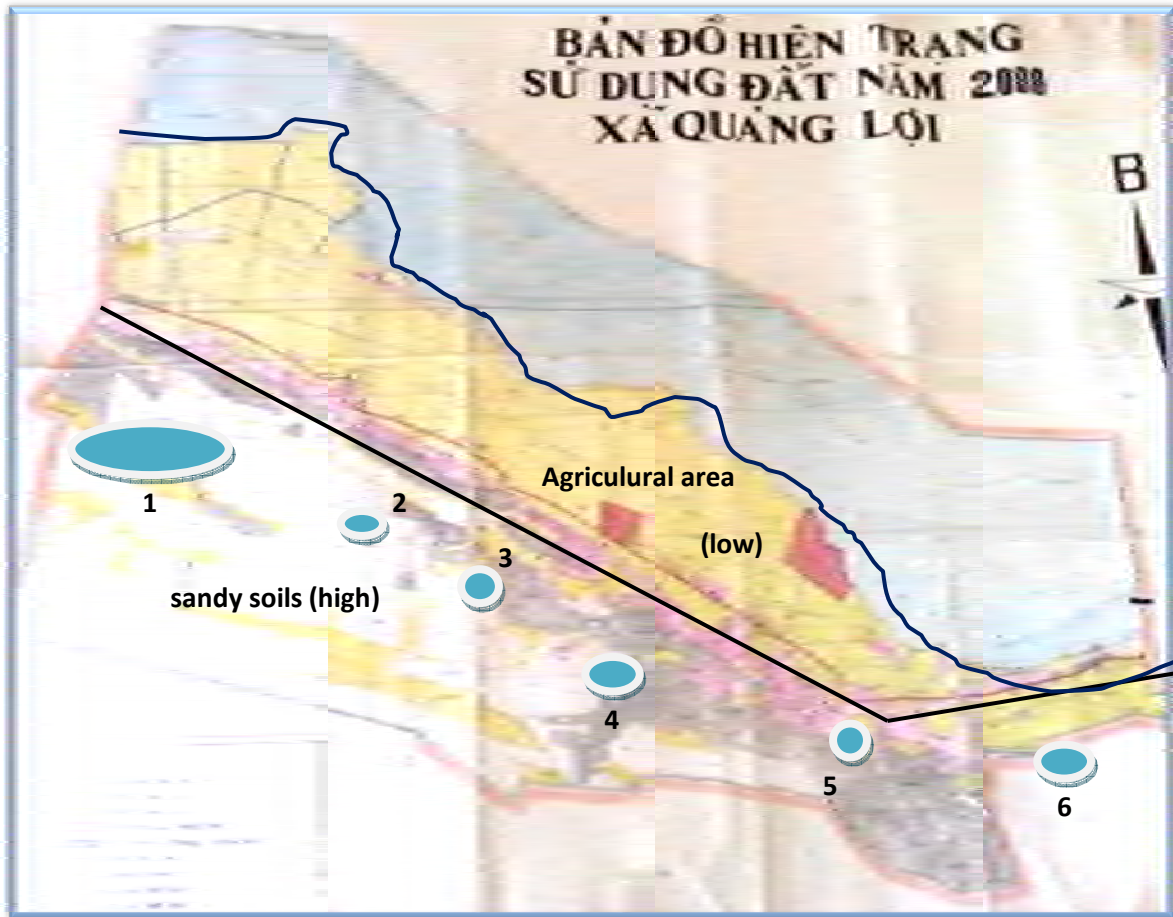 BẢN ĐỒ HIỆN TRẠNG
SỬ DỤNG ĐẤT NĂM
XÃ QUẢNG LỢI
B
Agriculural area
(low)
1
2
3
sandy soils (high)
4
5
6